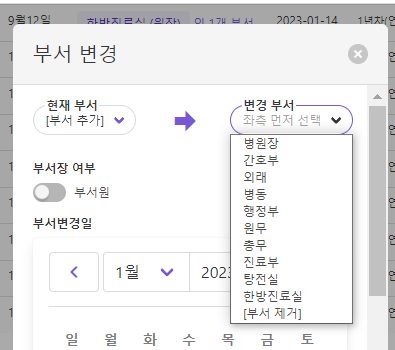 9월12일 한방진료실 (원장) 외 1개 부서 2023-01-14 1년차(연
부서 변경
현재 부서 변경 부서
[부서 추가] 좌측 먼저 선택
병원장
간호부
외래
병동
행정부
원무
총무
진료부
탕전실
한방진료실
[부서 제거]
부서장 여부
부서원
부서변경일
1월 2023
일 월 화 수 목 금 토